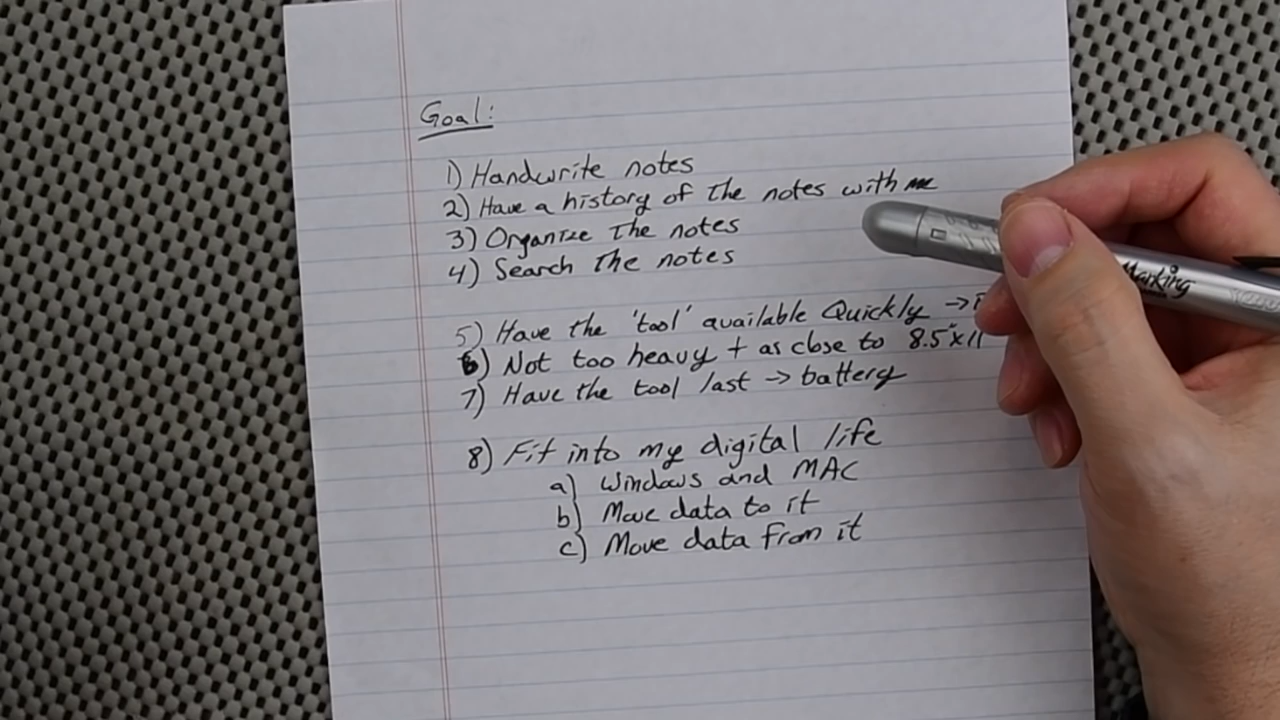 Goal:
1) Handwrite notes
2) Have a history of the notes with me
3) Organize the notes
4) Search the notes
5) Have the 'tool' available Quickly →
6) Not too heavy + as close to 8.5"x11
7) Have the tool last → battery
8) Fit into my digital life
a) Windows and MAC
b) Move data to it
c) Move data from it
Marking